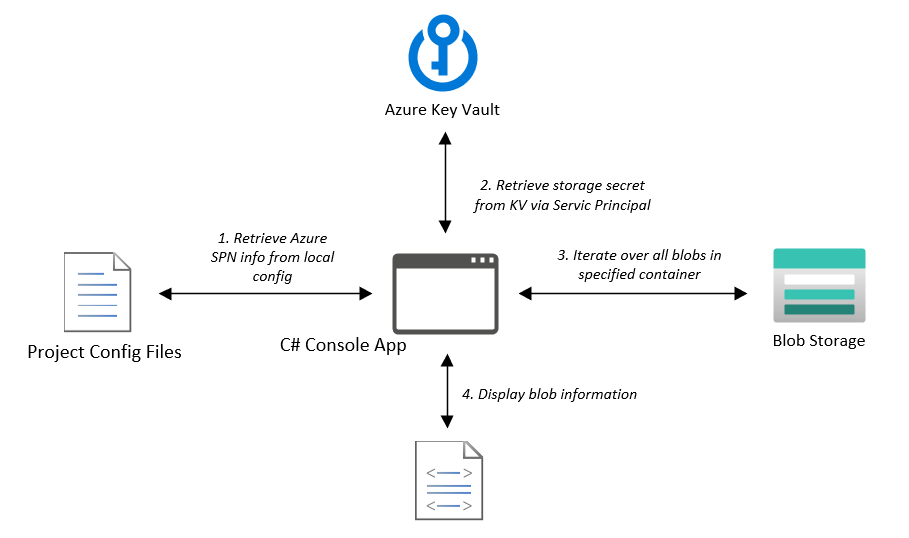 Azure Key Vault
2. Retrieve storage secret
from KV via Servic Principal
1. Retrieve Azure
SPN info from local
config
3. Iterate over all blobs in
specified container
Project Config Files
C# Console App
Blob Storage
4. Display blob information